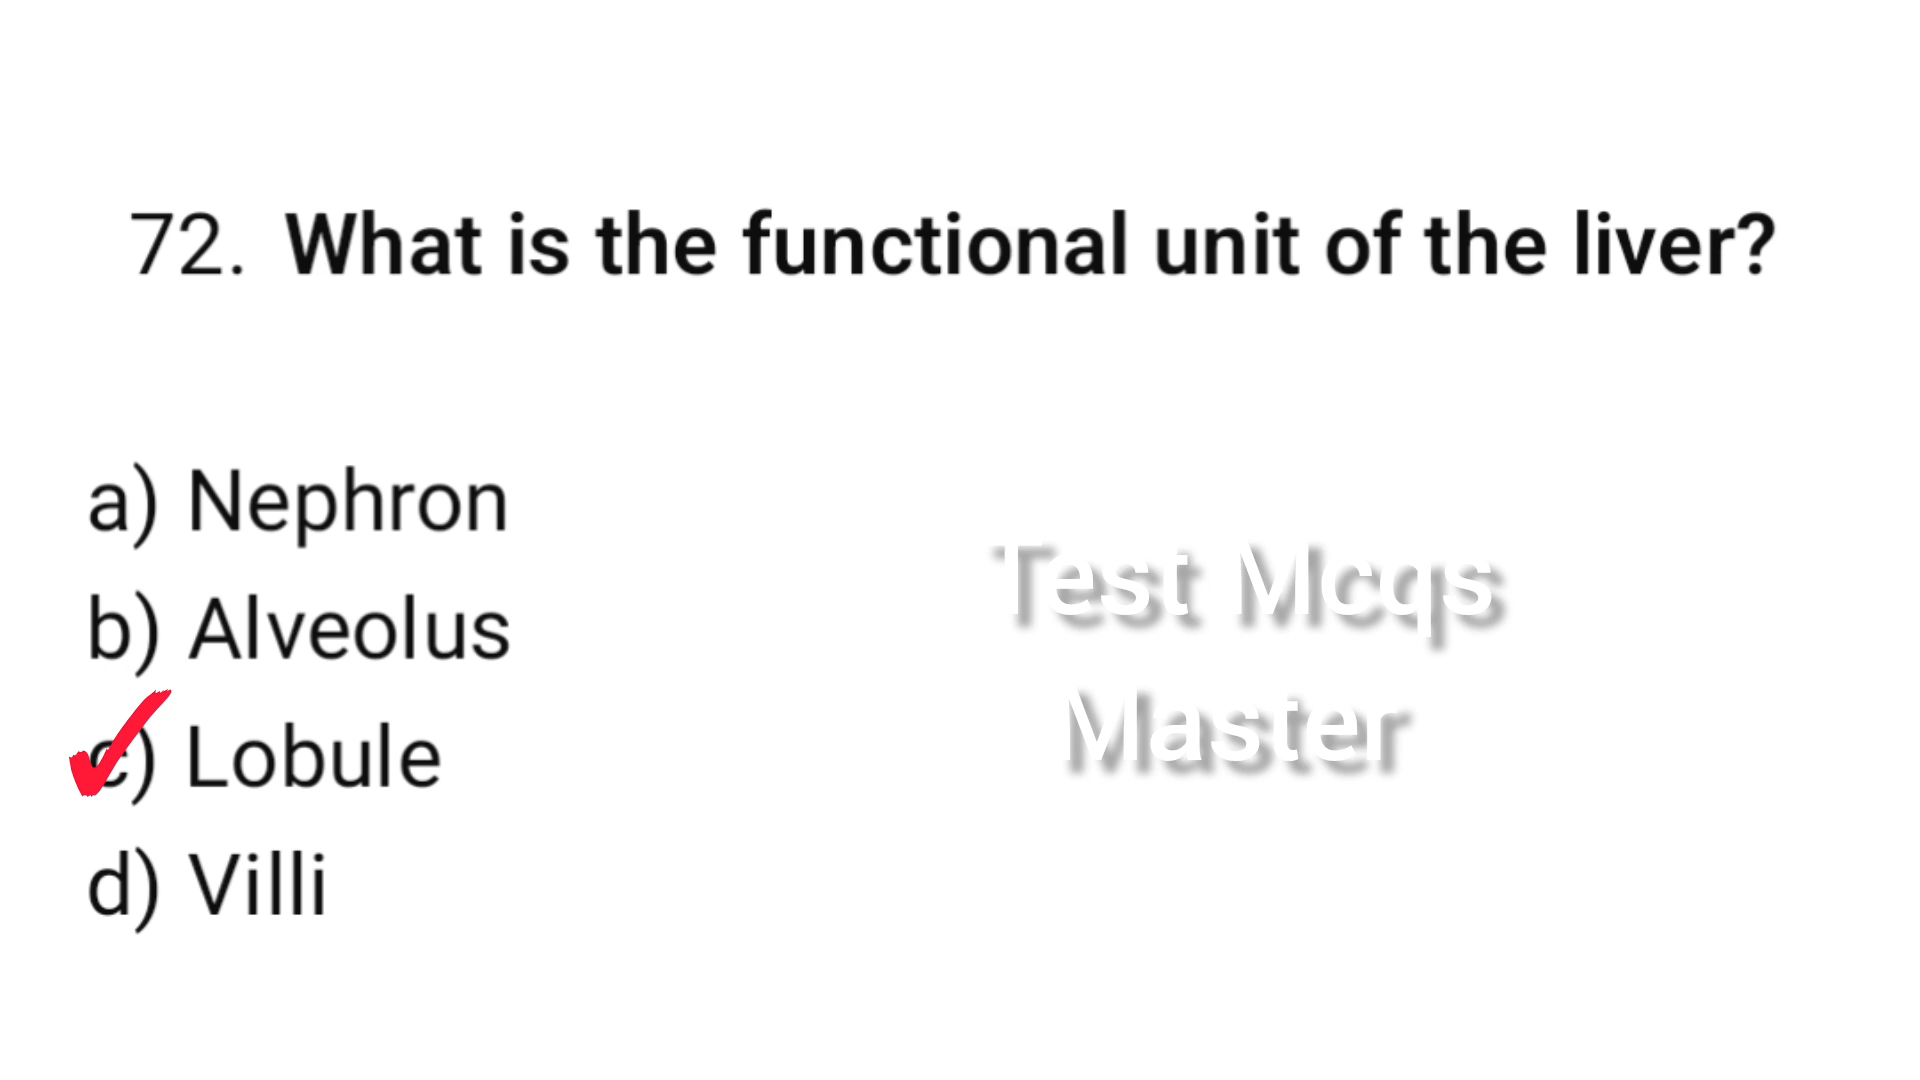 72. What is the functional unit of the liver?
a) Nephron
b) Alveolus
c) Lobule
d) Villi
Test Mcqs
Master